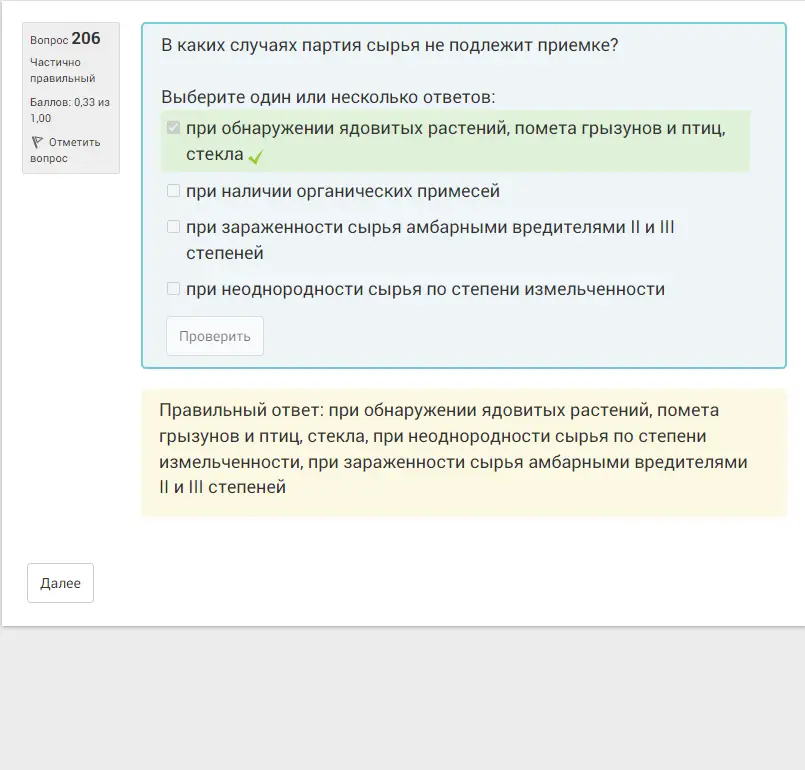 Вопрос 206
Частично
правильный
Баллов: 0,33 из
1,00
Отметить
вопрос
В каких случаях партия сырья не подлежит приемке?
Выберите один или несколько ответов:
при обнаружении ядовитых растений, помета грызунов и птиц,
стекла
при наличии органических примесей
при зараженности сырья амбарными вредителями II и III
степеней
при неоднородности сырья по степени измельченности
Проверить
Правильный ответ: при обнаружении ядовитых растений, помета
грызунов и птиц, стекла, при неоднородности сырья по степени
измельченности, при зараженности сырья амбарными вредителями
II и III степеней
Далее